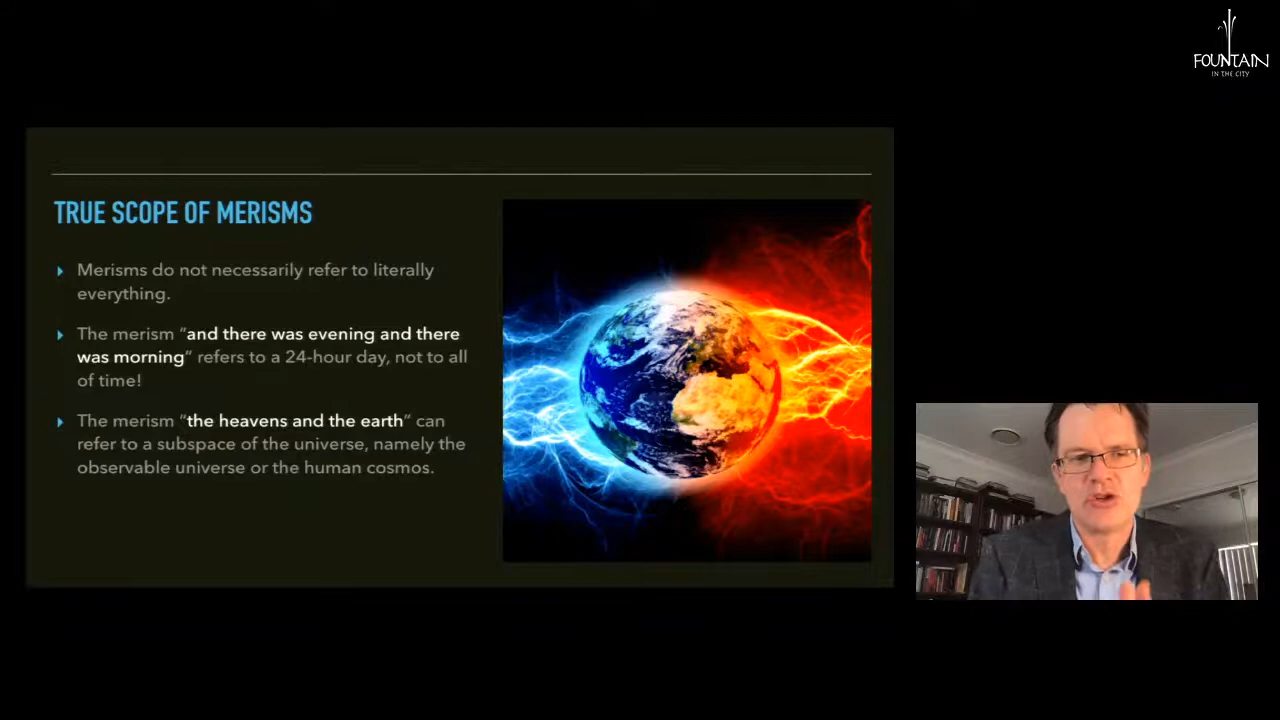 FOUNTAIN
IN THE CITY
TRUE SCOPE OF MERISMS
Merisms do not necessarily refer to literally
everything.
The merism “and there was evening and there
was morning” refers to a 24-hour day, not to all
of time!
The merism “the heavens and the earth” can
refer to a subspace of the universe, namely the
observable universe or the human cosmos.